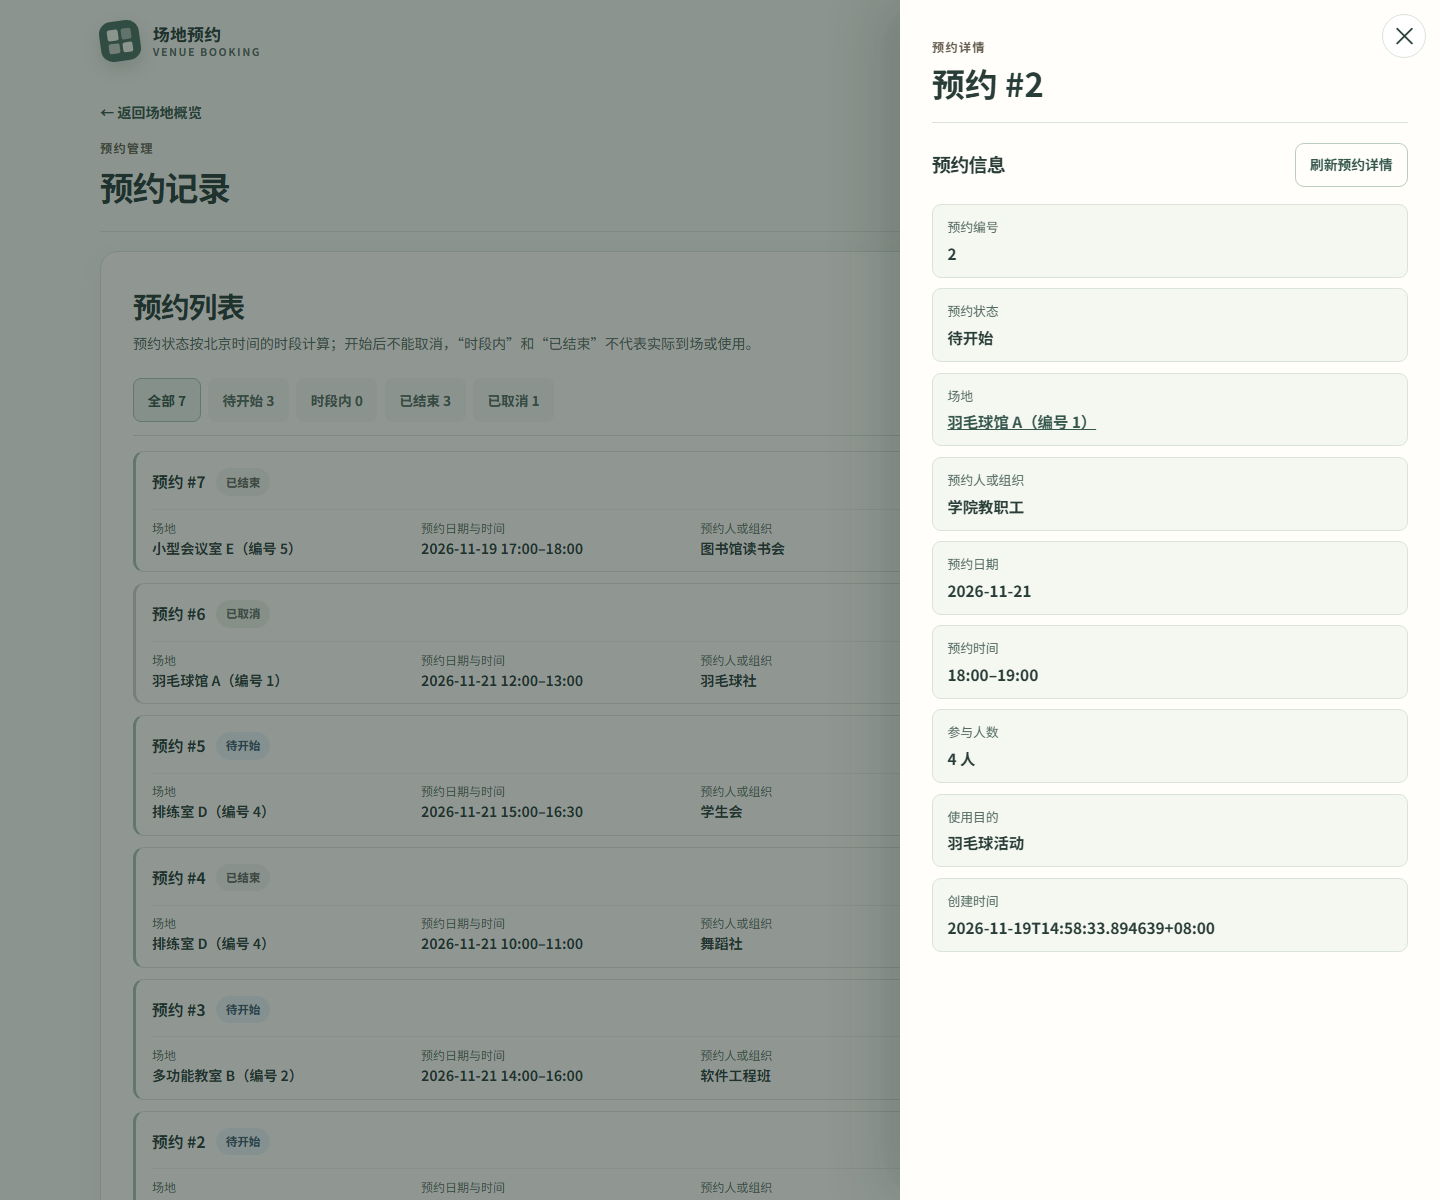 场地预约
VENUE BOOKING
← 返回场地概览
预约管理
预约记录
预约列表
预约状态按北京时间的时段计算；开始后不能取消，“时段内”和“已结束”不代表实际到场或使用。
全部 7
待开始 3
时段内 0
已结束 3
已取消 1
预约 #7 已结束
场地 预约日期与时间 预约人或组织
小型会议室 E（编号 5） 2026-11-19 17:00–18:00 图书馆读书会
预约 #6 已取消
场地 预约日期与时间 预约人或组织
羽毛球馆 A（编号 1） 2026-11-21 12:00–13:00 羽毛球社
预约 #5 待开始
场地 预约日期与时间 预约人或组织
排练室 D（编号 4） 2026-11-21 15:00–16:30 学生会
预约 #4 已结束
场地 预约日期与时间 预约人或组织
排练室 D（编号 4） 2026-11-21 10:00–11:00 舞蹈社
预约 #3 待开始
场地 预约日期与时间 预约人或组织
多功能教室 B（编号 2） 2026-11-21 14:00–16:00 软件工程班
预约 #2 待开始
场地 预约日期与时间 预约人或组织
预约详情
预约 #2
预约信息
刷新预约详情
预约编号
2
预约状态
待开始
场地
羽毛球馆 A（编号 1）
预约人或组织
学院教职工
预约日期
2026-11-21
预约时间
18:00–19:00
参与人数
4 人
使用目的
羽毛球活动
创建时间
2026-11-19T14:58:33.894639+08:00